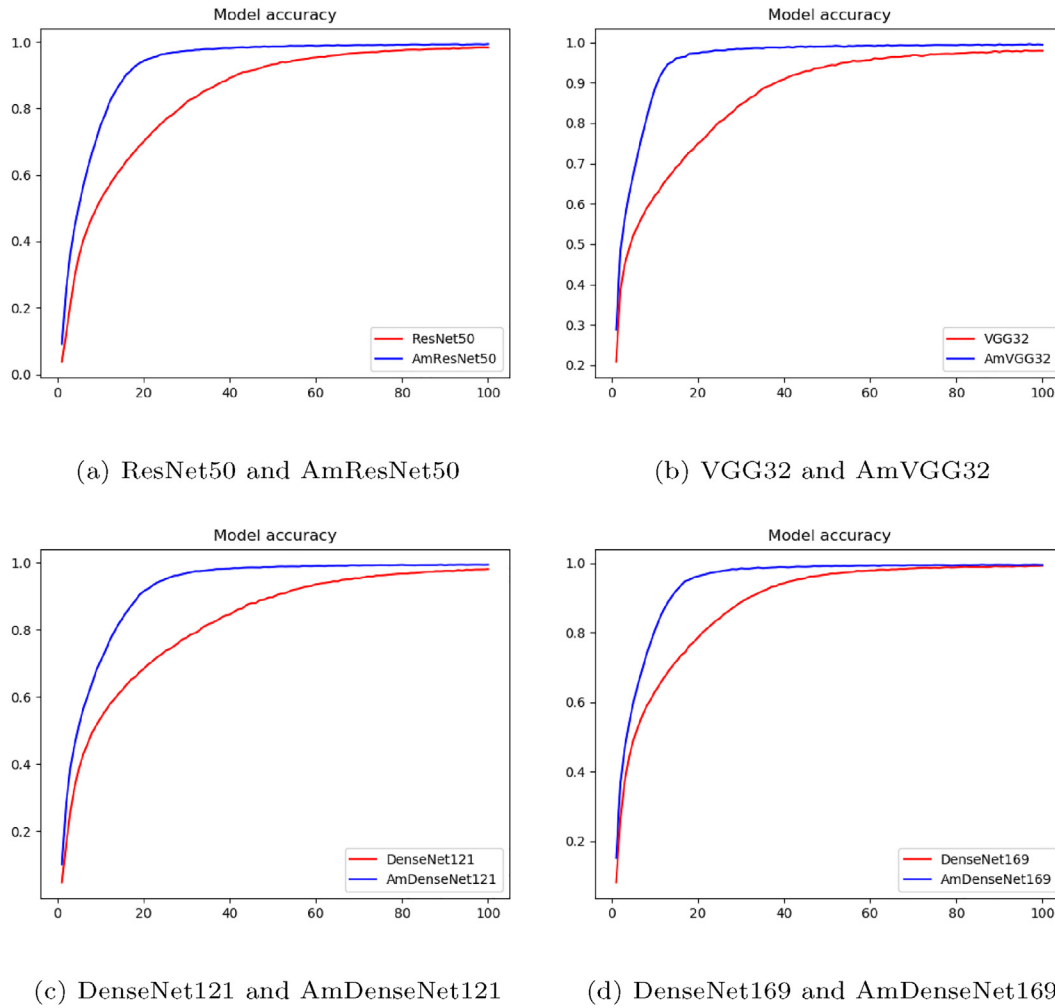 Model accuracy
1.0
0.8
0.6
0.4
0.2
0.0
ResNet50
AmResNet50
0 20 40 60 80 100
(a) ResNet50 and AmResNet50
Model accuracy
1.0
0.9
0.8
0.7
0.6
0.5
0.4
0.3
0.2
VGG32
AmVGG32
0 20 40 60 80 100
(b) VGG32 and AmVGG32
Model accuracy
1.0
0.8
0.6
0.4
0.2
DenseNet121
AmDenseNet121
0 20 40 60 80 100
(c) DenseNet121 and AmDenseNet121
Model accuracy
1.0
0.8
0.6
0.4
0.2
DenseNet169
AmDenseNet169
0 20 40 60 80 100
(d) DenseNet169 and AmDenseNet169